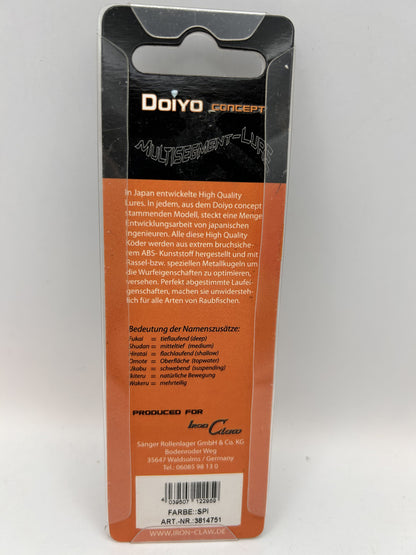 DOIYO CONCEPT
MULTISEGMENT-LURE
In Japan entwickelte High Quality
Lures. In jedem, aus dem Doiyo concept
stammenden Modell, steckt eine Menge
Entwicklungsarbeit von japanischen
Ingenieuren. Alle diese High Quality
Köder werden aus extrem bruchsiche-
rem ABS- Kunststoff hergestellt und mit
Rassel-bzw. speziellen Metallkugeln um
die Wurfeigenschaften zu optimieren,
versehen. Perfekt abgestimmte Laufei-
genschaften, machen sie unwidersteh-
lich für alle Arten von Raubfischen.
Bedeutung der Namenszusätze:
Fukai = tieflaufend (deep)
Shudan = mitteltief (medium)
Hiratai = flachlaufend (shallow)
Omote = Oberfläche (topwater)
Ukabu = schwebend (suspending)
Ikiteru = natürliche Bewegung
Wakeru = mehrteilig
PRODUCED FOR Iron Claw
Sänger Rollenlager GmbH & Co. KG
Bodenroder Weg
35647 Waldsolms / Germany
Tel.: 06085 98 13 0
4 039507 122989
FARBE::SPI
ART.-NR.:3814751
WWW.IRON-CLAW.DE